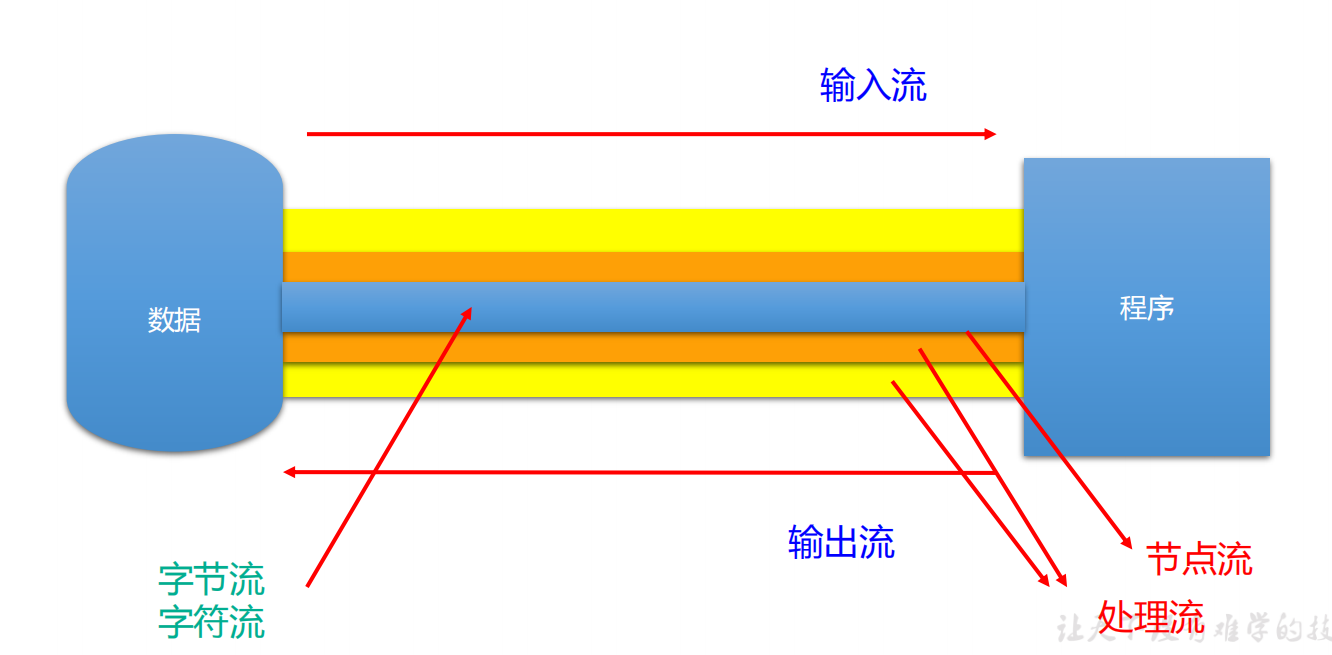 输入流
数据
程序
输出流
字节流
字符流
节点流
处理流
让天下没有难学的技